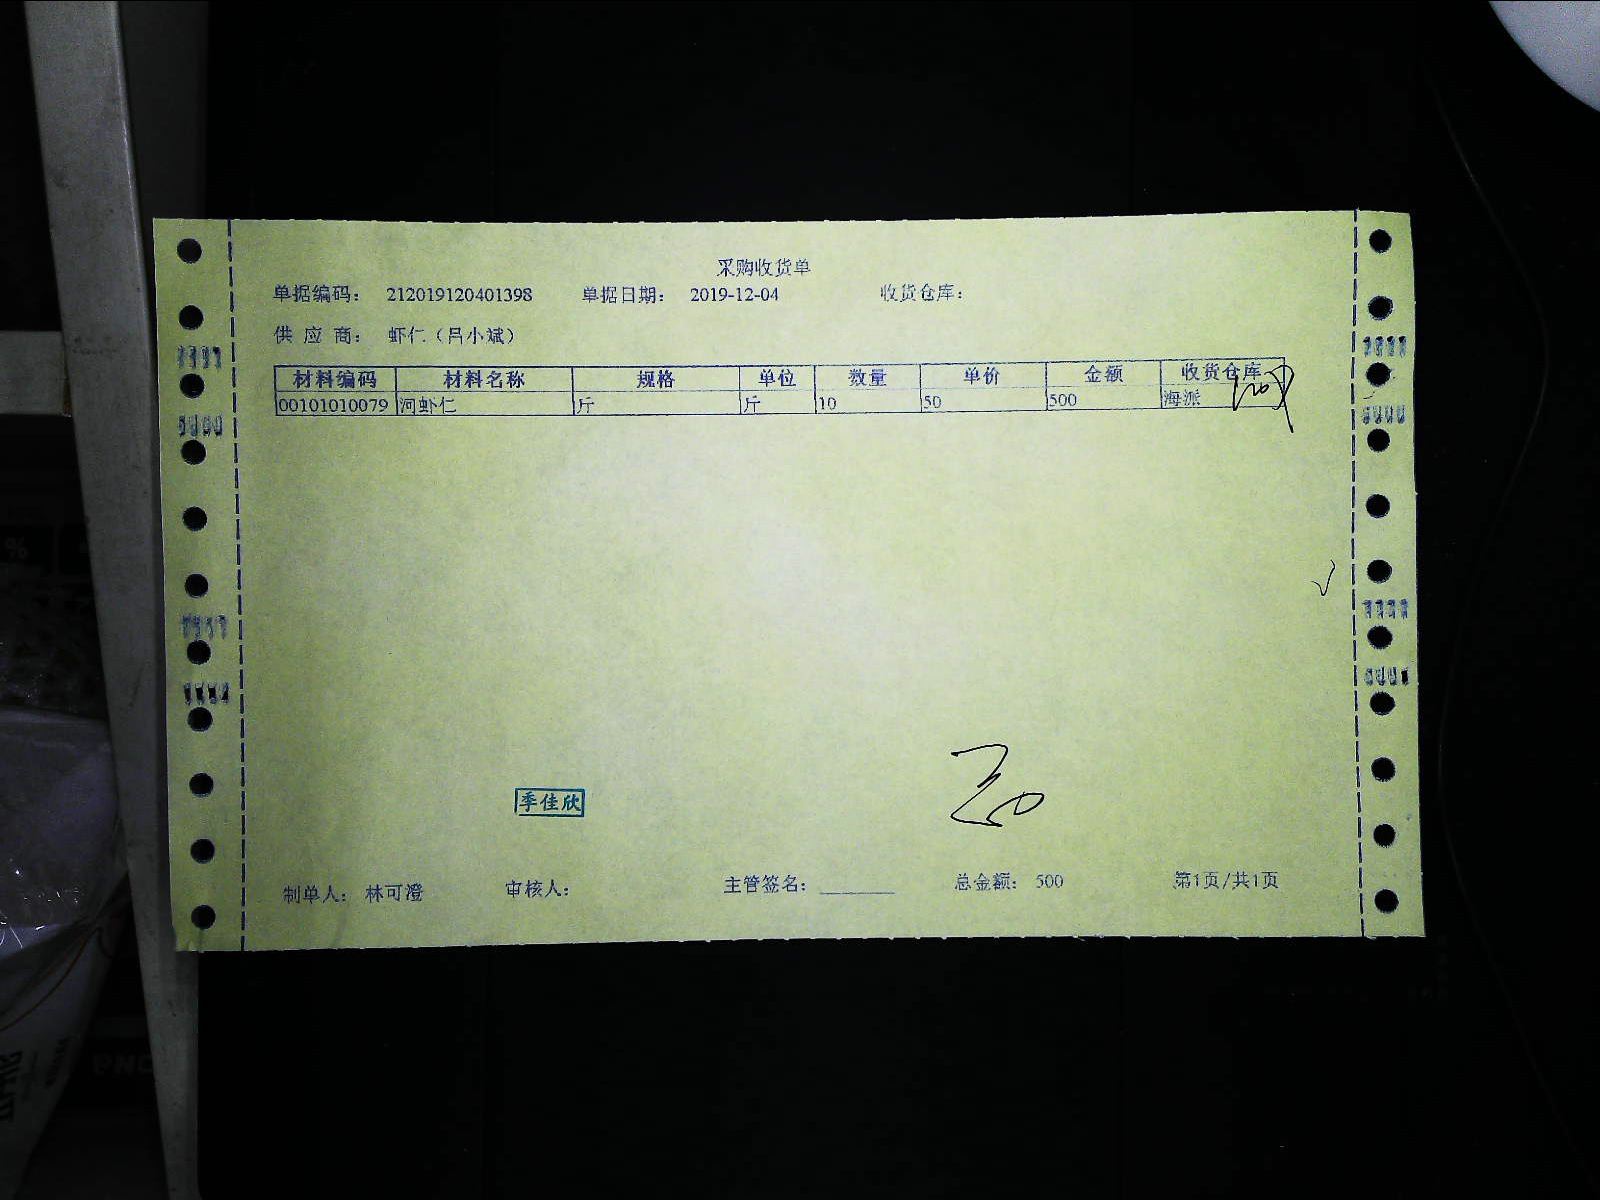 采购收货单
单据编码： 212019120401398 单据日期： 2019-12-04 收货仓库：
供 应 商： 虾仁（吕小斌）
材料编码 材料名称 规格 单位 数量 单价 金额 收货仓库
00101010079 河虾仁 斤 斤 10 50 500 海派
季佳欣
制单人： 林可澄 审核人： 主管签名： 总金额： 500 第1页/共1页